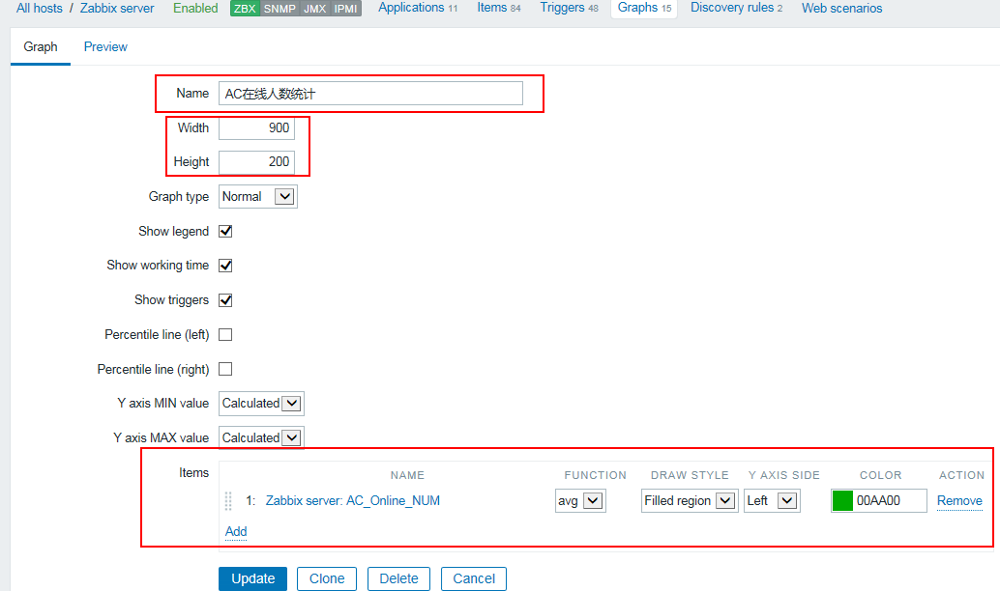 All hosts / Zabbix server Enabled ZBX SNMP JMX IPMI Applications 11 Items 84 Triggers 48 Graphs 15 Discovery rules 2 Web scenarios
Graph Preview
Name AC在线人数统计
Width 900
Height 200
Graph type Normal
Show legend
Show working time
Show triggers
Percentile line (left)
Percentile line (right)
Y axis MIN value Calculated
Y axis MAX value Calculated
Items NAME FUNCTION DRAW STYLE Y AXIS SIDE COLOR ACTION
1: Zabbix server: AC_Online_NUM avg Filled region Left 00AA00 Remove
Add
Update Clone Delete Cancel